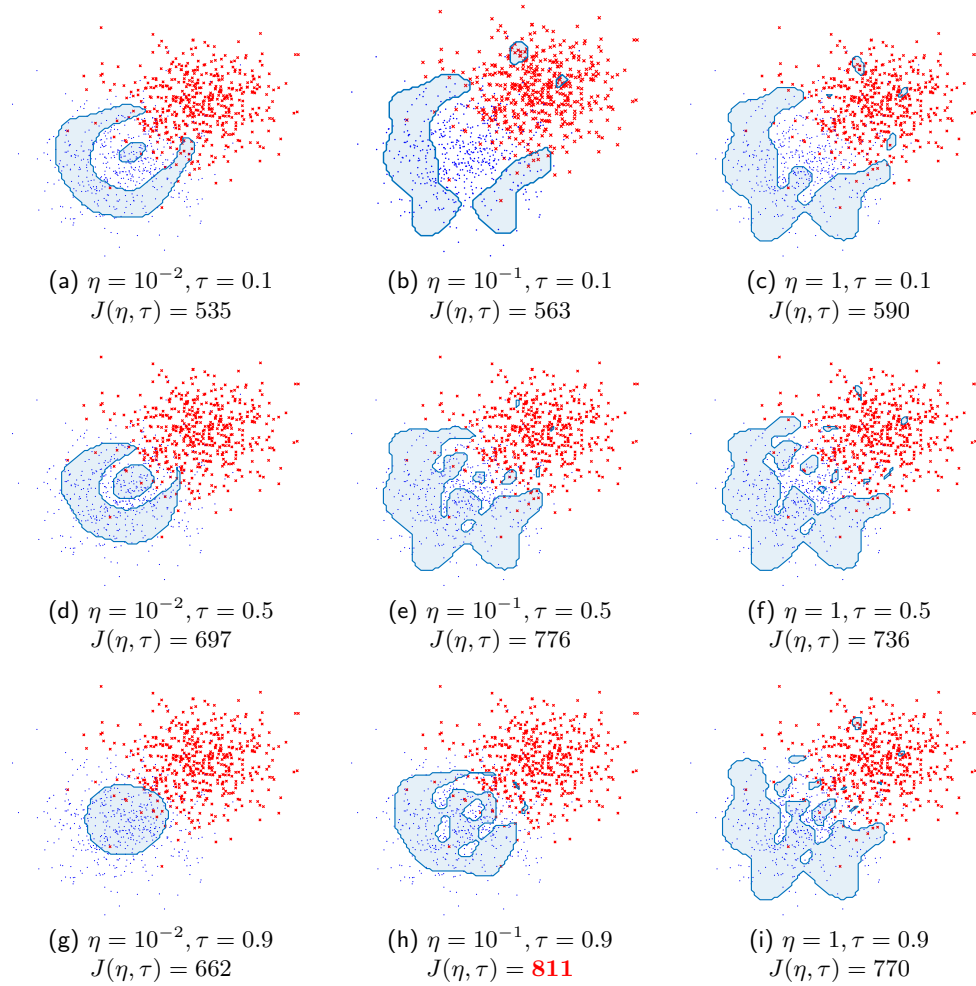 (a) η = 10⁻², τ = 0.1
J(η, τ) = 535
(b) η = 10⁻¹, τ = 0.1
J(η, τ) = 563
(c) η = 1, τ = 0.1
J(η, τ) = 590
(d) η = 10⁻², τ = 0.5
J(η, τ) = 697
(e) η = 10⁻¹, τ = 0.5
J(η, τ) = 776
(f) η = 1, τ = 0.5
J(η, τ) = 736
(g) η = 10⁻², τ = 0.9
J(η, τ) = 662
(h) η = 10⁻¹, τ = 0.9
J(η, τ) = 811
(i) η = 1, τ = 0.9
J(η, τ) = 770